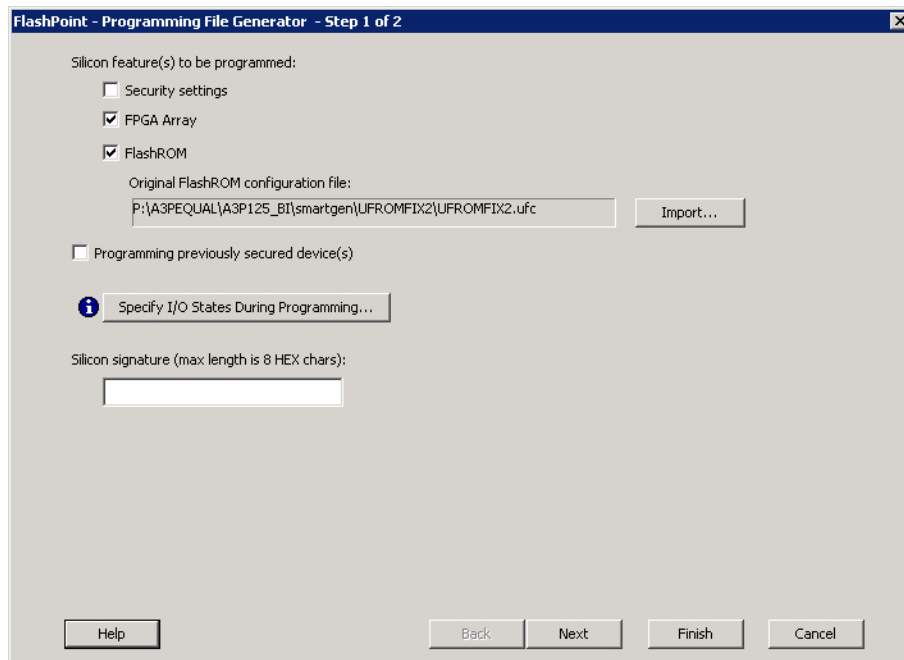 FlashPoint - Programming File Generator - Step 1 of 2
Silicon feature(s) to be programmed:
Security settings
FPGA Array
FlashROM
Original FlashROM configuration file:
P:\A3PEQUAL\A3P125_BI\smartgen\UFROMFIX2\UFROMFIX2.ufc
Import...
Programming previously secured device(s)
Specify I/O States During Programming...
Silicon signature (max length is 8 HEX chars):
Help Back Next Finish Cancel